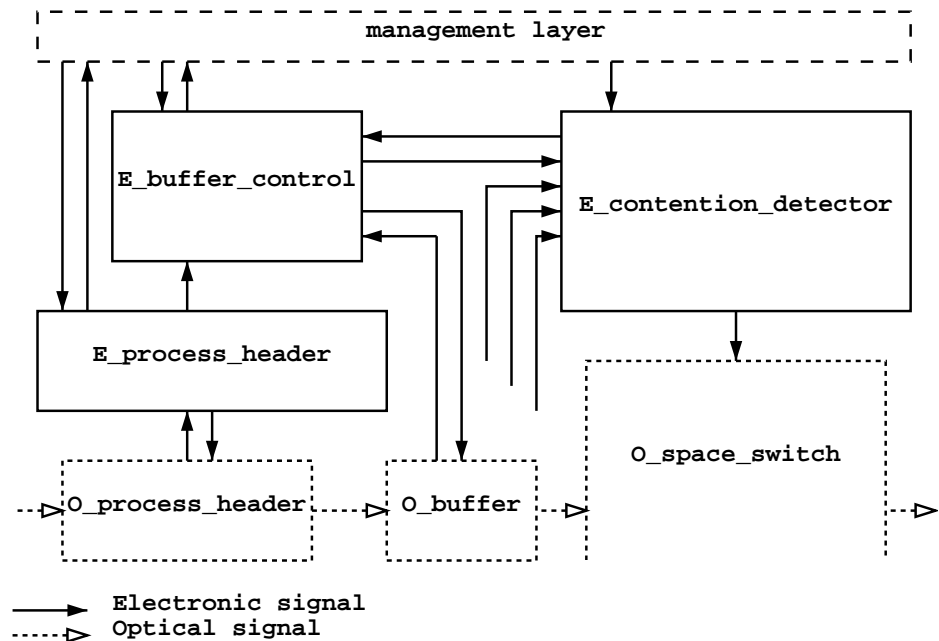 management layer
E_buffer_control
E_contention_detector
E_process_header
O_space_switch
O_process_header
O_buffer
Electronic signal
Optical signal